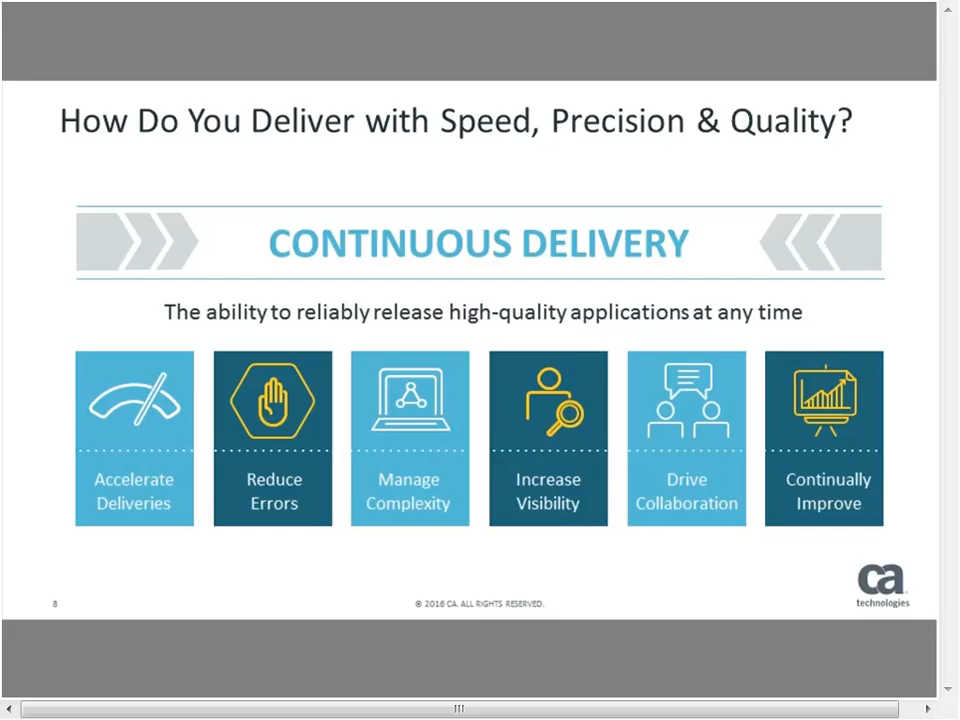 How Do You Deliver with Speed, Precision & Quality?
CONTINUOUS DELIVERY
The ability to reliably release high-quality applications at any time
Accelerate
Deliveries
Reduce
Errors
Manage
Complexity
Increase
Visibility
Drive
Collaboration
Continually
Improve
ca
technologies
8
© 2016 CA. ALL RIGHTS RESERVED.